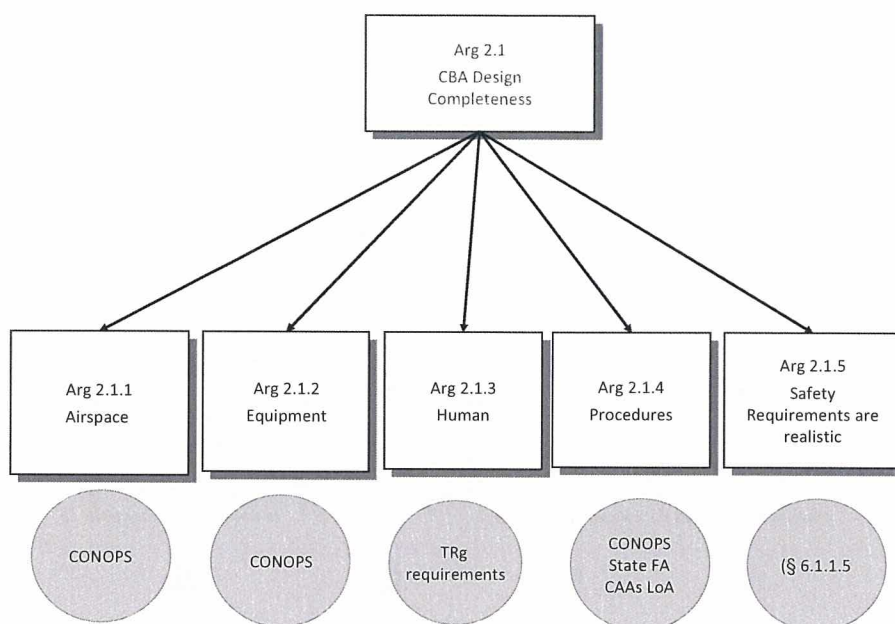 Arg 2.1
CBA Design
Completeness
Arg 2.1.1
Airspace
Arg 2.1.2
Equipment
Arg 2.1.3
Human
Arg 2.1.4
Procedures
Arg 2.1.5
Safety
Requirements are
realistic
CONOPS
CONOPS
TRg
requirements
CONOPS
State FA
CAAs LoA
(§ 6.1.1.5